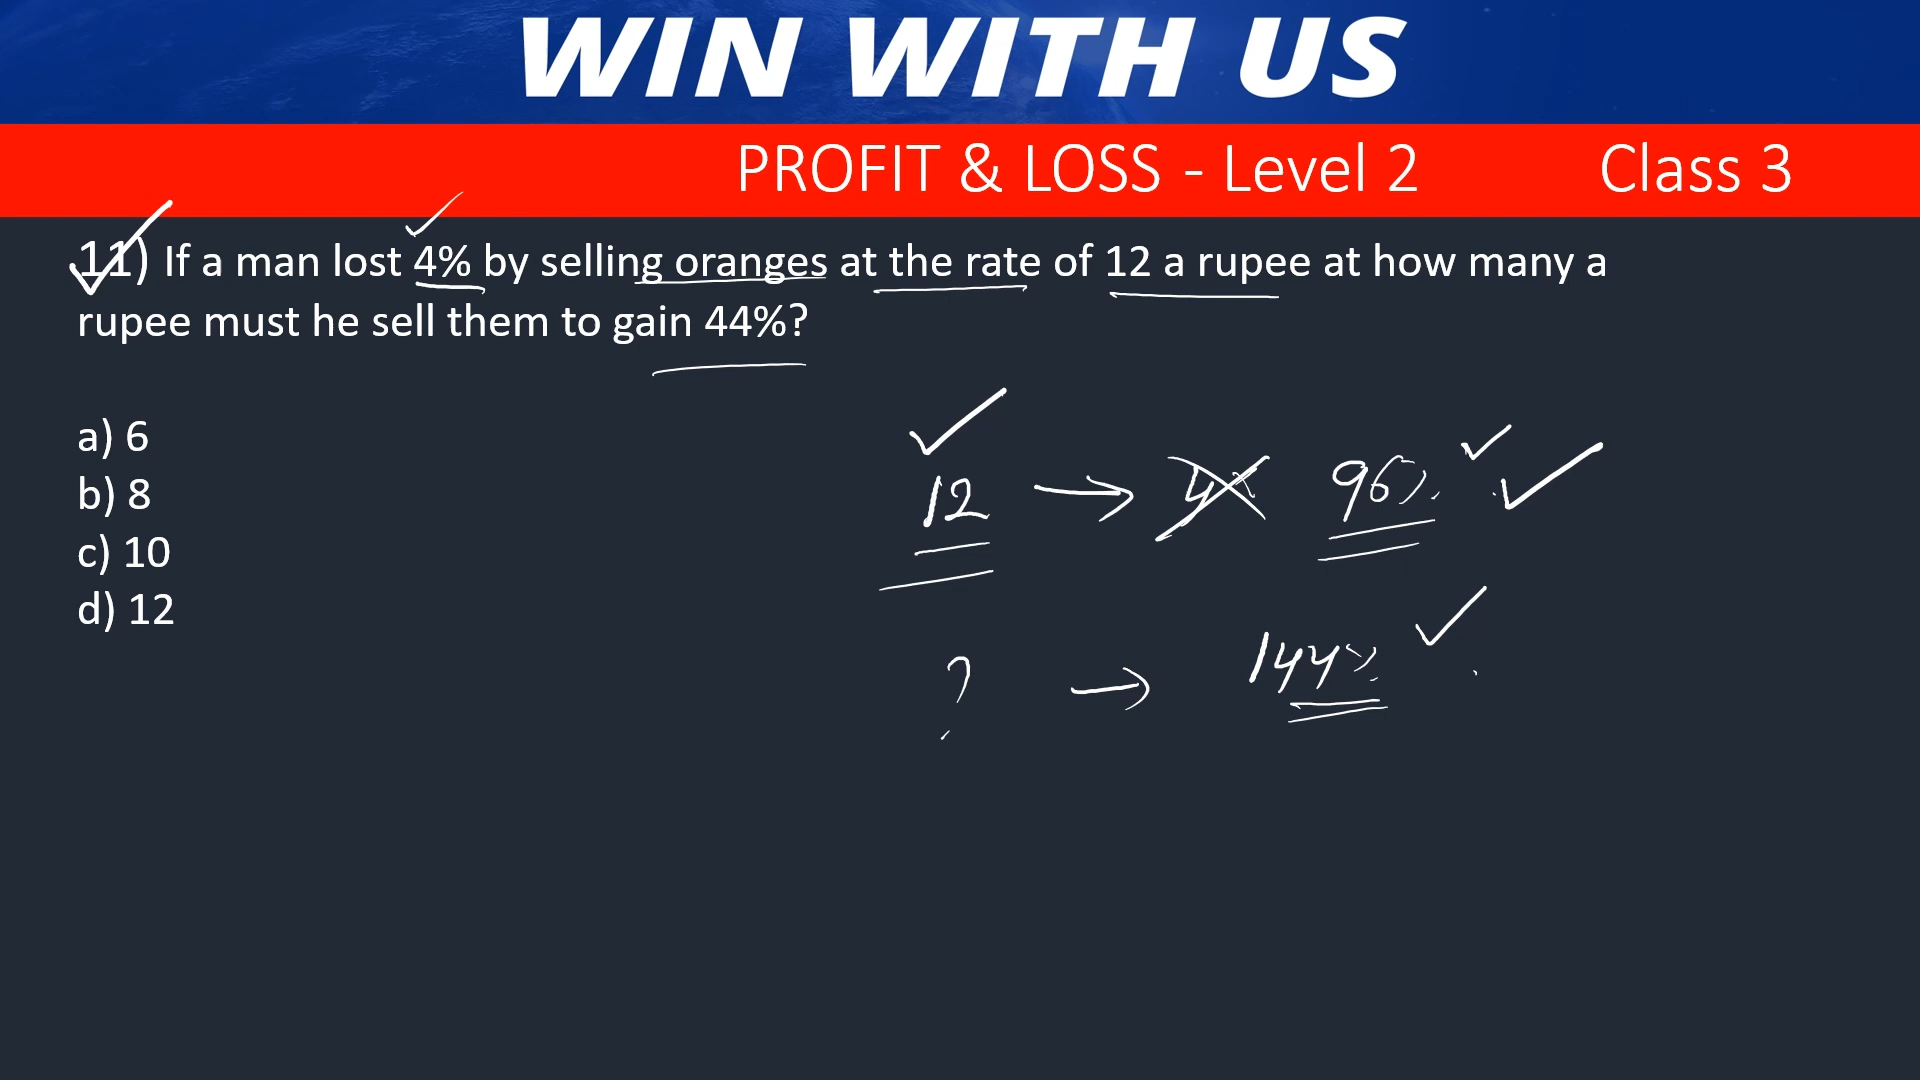 WIN WITH US
PROFIT & LOSS - Level 2 Class 3
11) If a man lost 4% by selling oranges at the rate of 12 a rupee at how many a
rupee must he sell them to gain 44%?
a) 6
b) 8
c) 10
d) 12
12 → 4% 96%
? → 144%